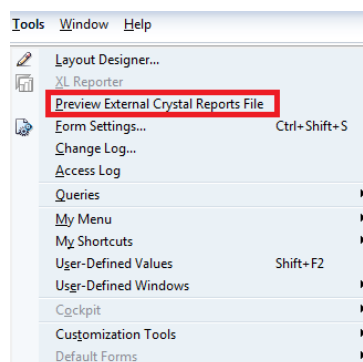 Tools Window Help
Layout Designer...
XL Reporter
Preview External Crystal Reports File
Form Settings... Ctrl+Shift+S
Change Log...
Access Log
Queries
My Menu
My Shortcuts
User-Defined Values Shift+F2
User-Defined Windows
Cockpit
Customization Tools
Default Forms